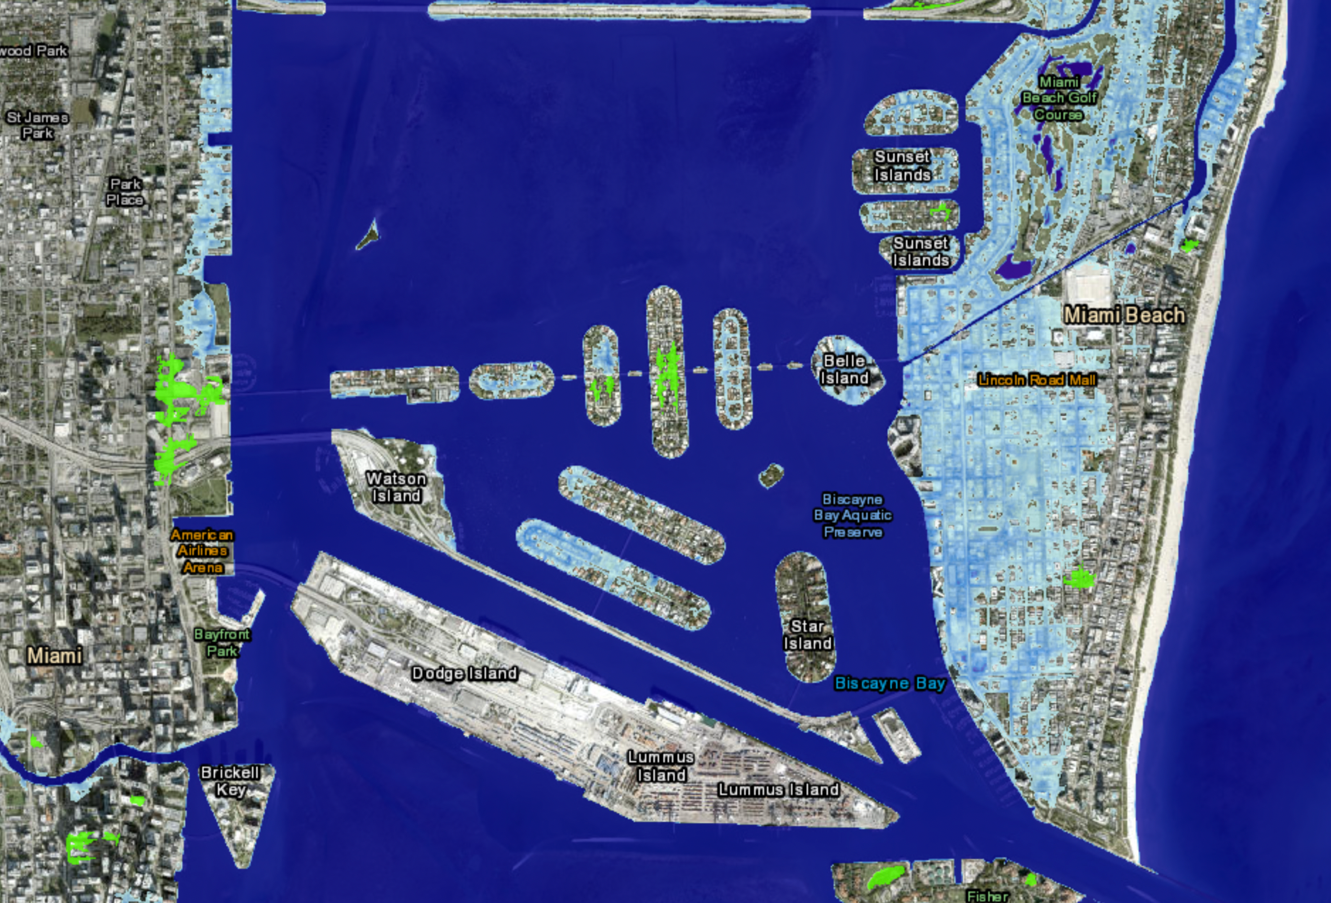 wood Park
St James
Park
Park
Place
Miami
Beach Golf
Course
Sunset
Islands
Sunset
Islands
Miami Beach
Belle
Island
Lincoln Road Mall
Watson
Island
Biscayne
Bay Aquatic
Preserve
American
Airlines
Arena
Star
Island
Bayfront
Park
Miami
Dodge Island
Biscayne Bay
Lummus
Island
Lummus Island
Brickell
Key
Fisher